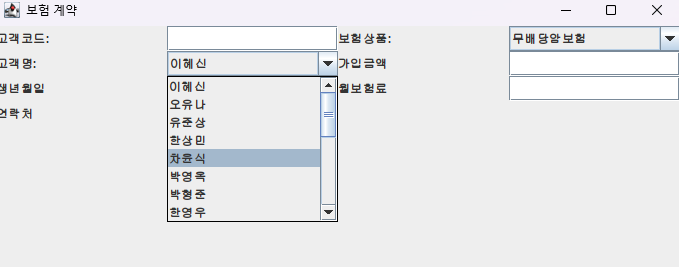 보험 계약
고객코드: 보험상품: 무배당암보험
고객명: 이혜신 가입금액
생년월일 월보험료
연락처
이혜신
오유나
유준상
한상민
차윤식
박영옥
박형준
한영우